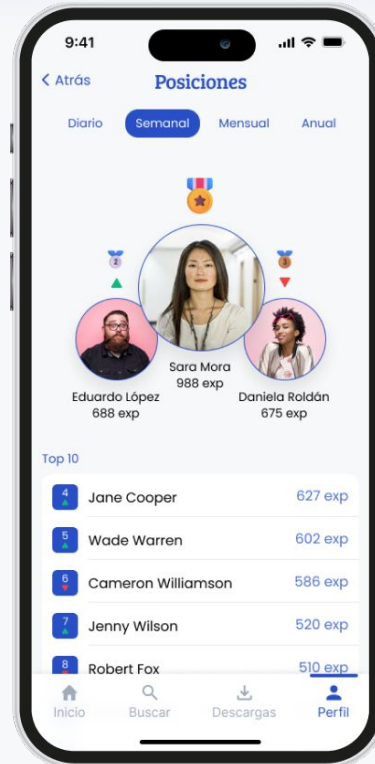 9:41
Atrás
Posiciones
Diario Semanal Mensual Anual
2
3
Sara Mora
988 exp
Eduardo López
688 exp
Daniela Roldán
675 exp
Top 10
4 Jane Cooper 627 exp
5 Wade Warren 602 exp
6 Cameron Williamson 586 exp
7 Jenny Wilson 520 exp
8 Robert Fox 510 exp
Inicio Buscar Descargas Perfil